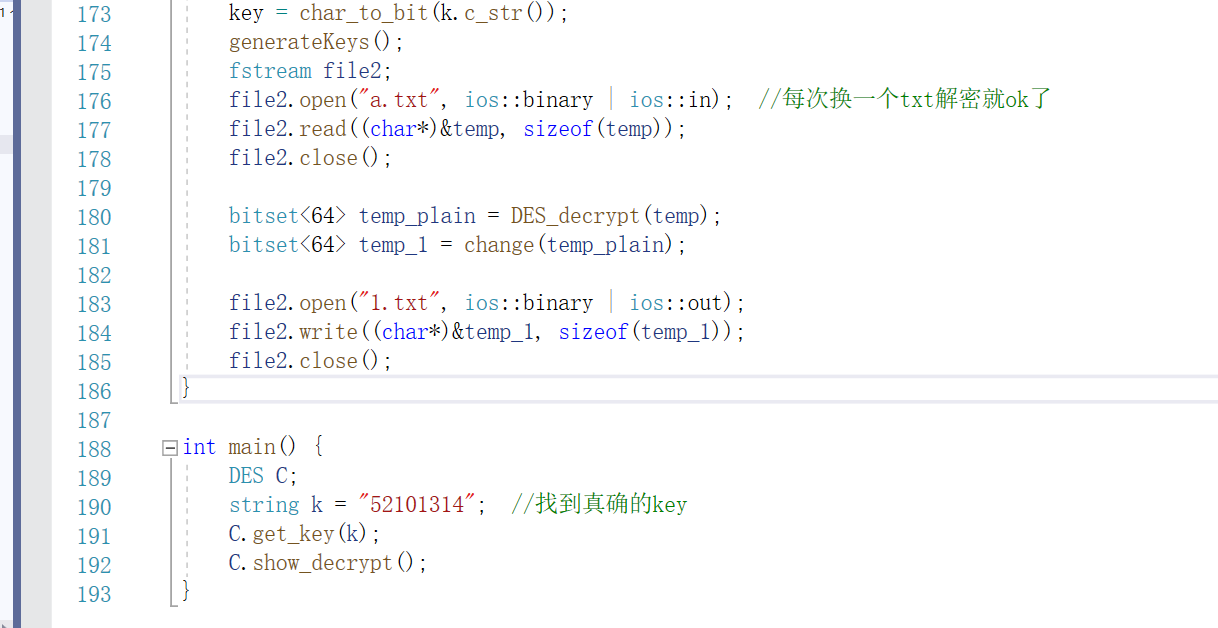 173 key = char_to_bit(k.c_str());
174 generateKeys();
175 fstream file2;
176 file2.open("a.txt", ios::binary | ios::in); //每次换一个txt解密就ok了
177 file2.read((char*)&temp, sizeof(temp));
178 file2.close();
179
180 bitset<64> temp_plain = DES_decrypt(temp);
181 bitset<64> temp_1 = change(temp_plain);
182
183 file2.open("1.txt", ios::binary | ios::out);
184 file2.write((char*)&temp_1, sizeof(temp_1));
185 file2.close();
186 }
187
188 int main() {
189 DES C;
190 string k = "52101314"; //找到真确的key
191 C.get_key(k);
192 C.show_decrypt();
193 }